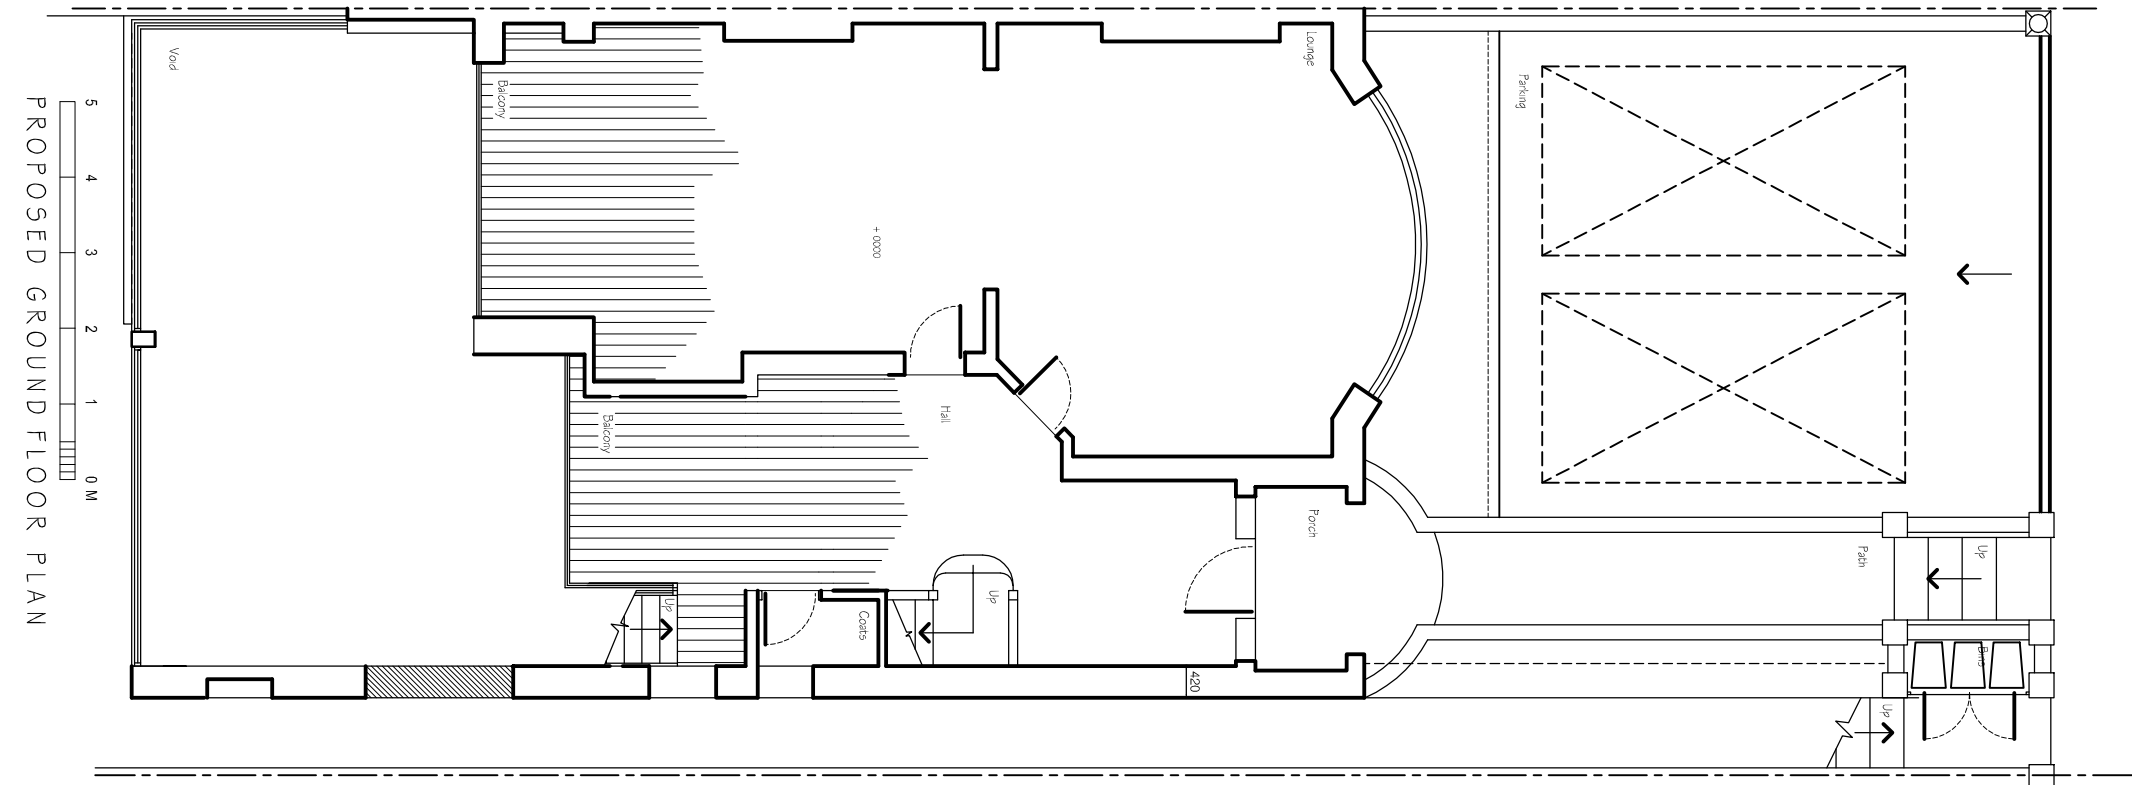 PROPOSED GROUND FLOOR PLAN
5 4 3 2 1 0 M
Void
Balcony
Balcony
+ 0000
Lounge
Hall
Up
Coats
Up
Porch
420
Parking
Path
Up
Bins
Up